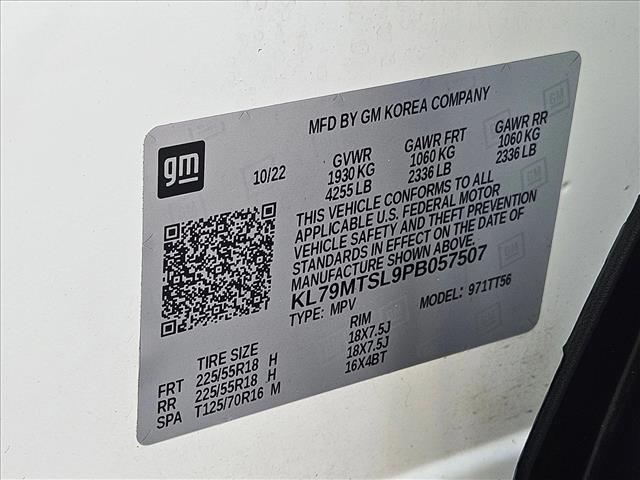 MFD BY GM KOREA COMPANY
gm
10/22
GVWR
1930 KG
4255 LB
GAWR FRT
1060 KG
2336 LB
GAWR RR
1060 KG
2336 LB
THIS VEHICLE CONFORMS TO ALL
APPLICABLE U.S. FEDERAL MOTOR
VEHICLE SAFETY AND THEFT PREVENTION
STANDARDS IN EFFECT ON THE DATE OF
MANUFACTURE SHOWN ABOVE.
KL79MTSL9PB057507
TYPE: MPV MODEL: 971TT56
TIRE SIZE RIM
FRT 225/55R18 H 18X7.5J
RR 225/55R18 H 18X7.5J
SPA T125/70R16 M 16X4BT